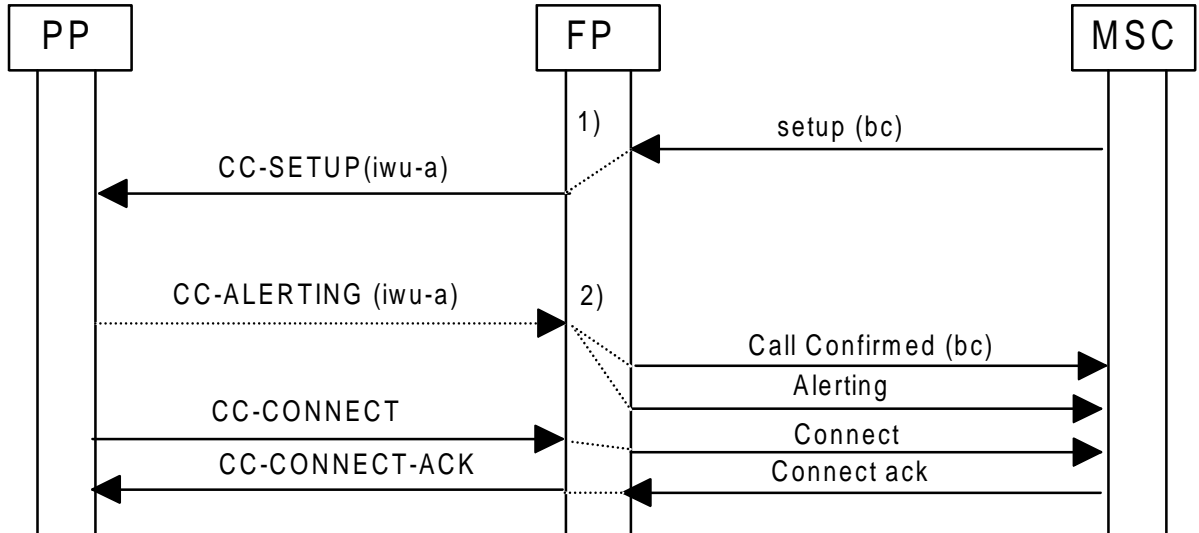 PP
FP
MSC
1)
setup (bc)
CC-SETUP(iwu-a)
CC-ALERTING (iwu-a)
2)
Call Confirmed (bc)
Alerting
CC-CONNECT
Connect
CC-CONNECT-ACK
Connect ack